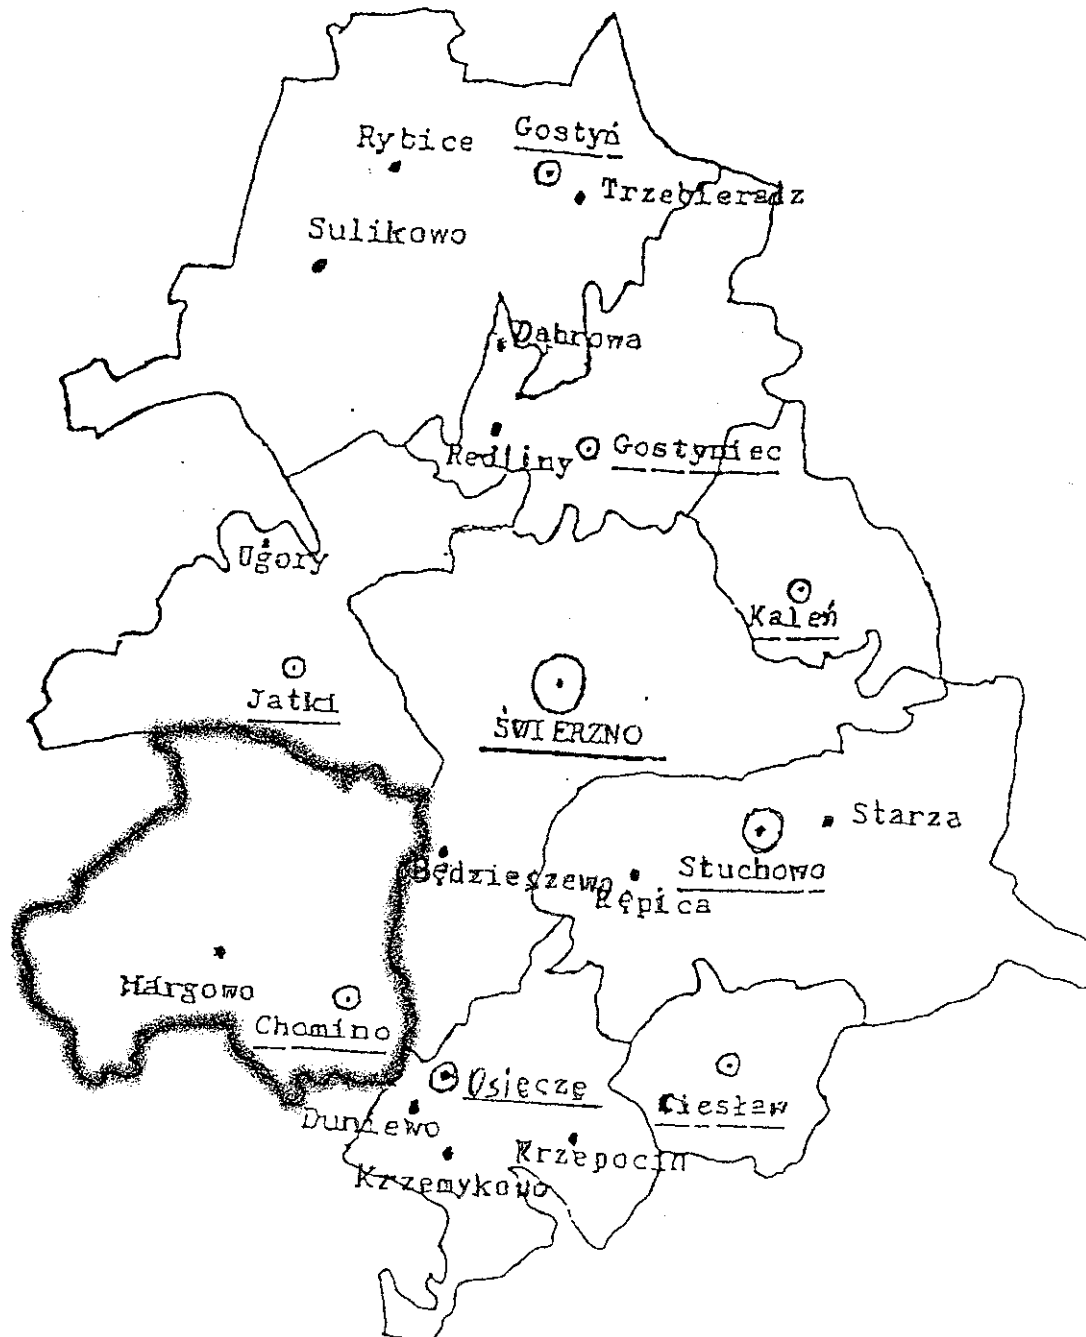 Gostyń
Rybice
Trzebieradz
Sulikowo
Dąbrowa
Redliny
Gostyniec
Ugory
Kaleń
Jatki
ŚWIERZNO
Starza
Stuchowo
Będzieszewo
Rępica
Margowo
Chomino
Osięczę
Ciesław
Duniewo
Krzepocin
Krzemykowo